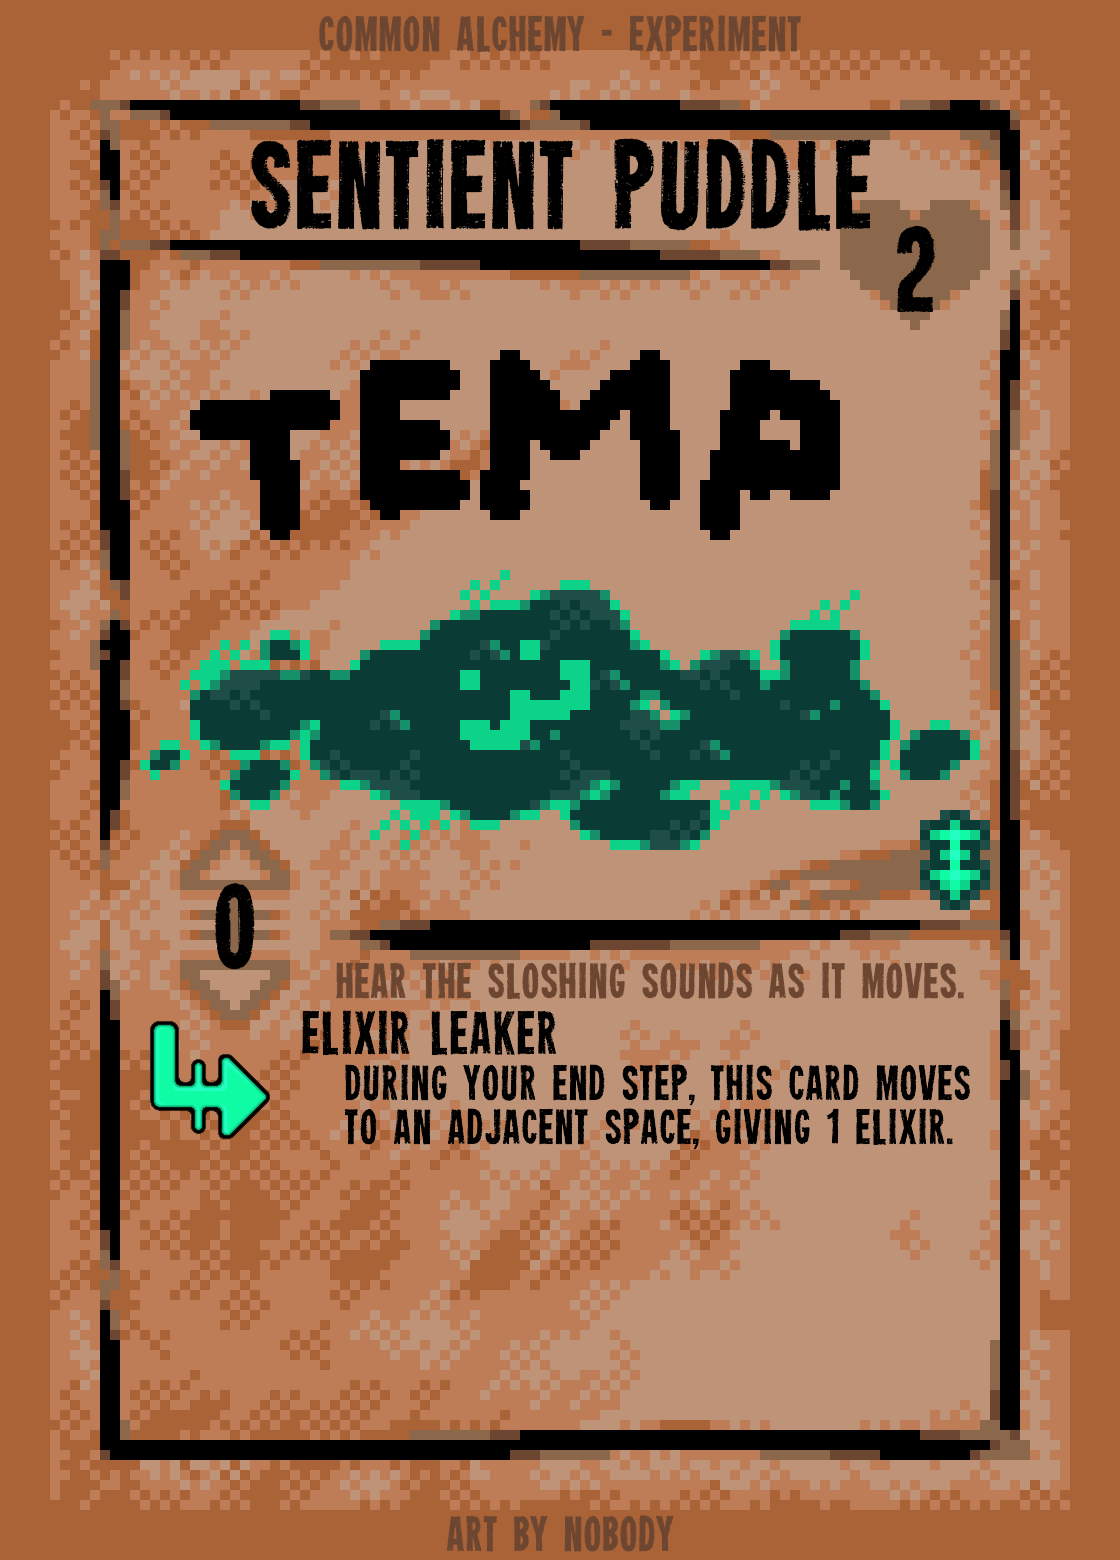 COMMON ALCHEMY - EXPERIMENT
SENTIENT PUDDLE
2
TEMP
0
HEAR THE SLOSHING SOUNDS AS IT MOVES.
ELIXIR LEAKER
DURING YOUR END STEP, THIS CARD MOVES
TO AN ADJACENT SPACE, GIVING 1 ELIXIR.
ART BY NOBODY